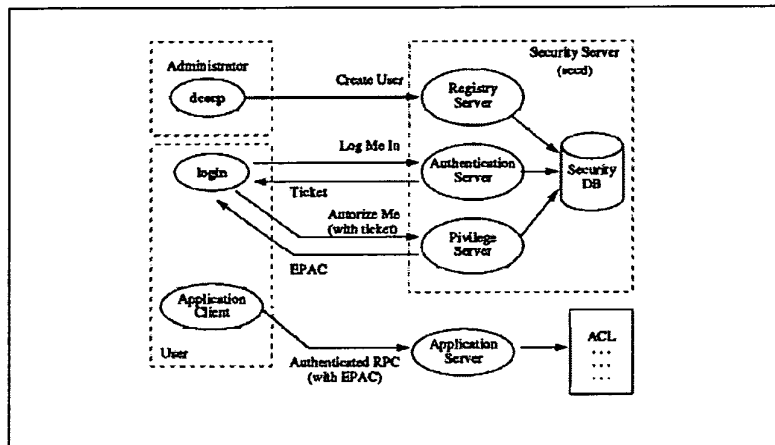 Security Server
(secd)
Administrator
dcecp
Create User
Registry
Server
Log Me In
login
Authentication
Server
Security
DB
Ticket
Autorize Me
(with ticket)
Pivilege
Server
EPAC
Application
Client
User
Authenticated RPC
(with EPAC)
Application
Server
ACL
...
...
...